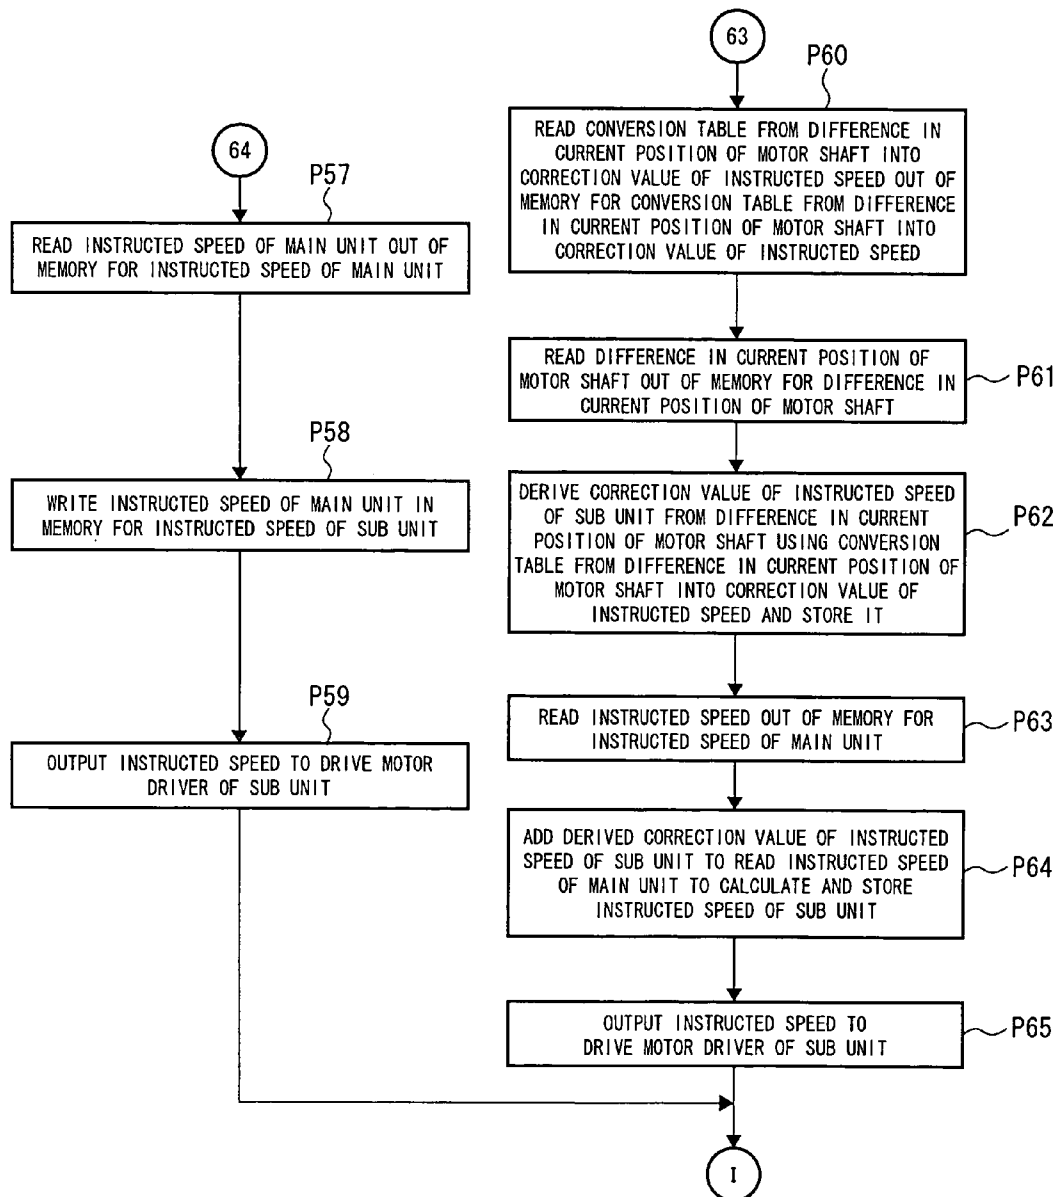 64
P57
READ INSTRUCTED SPEED OF MAIN UNIT OUT OF
MEMORY FOR INSTRUCTED SPEED OF MAIN UNIT
P58
WRITE INSTRUCTED SPEED OF MAIN UNIT IN
MEMORY FOR INSTRUCTED SPEED OF SUB UNIT
P59
OUTPUT INSTRUCTED SPEED TO DRIVE MOTOR
DRIVER OF SUB UNIT
63
P60
READ CONVERSION TABLE FROM DIFFERENCE IN
CURRENT POSITION OF MOTOR SHAFT INTO
CORRECTION VALUE OF INSTRUCTED SPEED OUT OF
MEMORY FOR CONVERSION TABLE FROM DIFFERENCE
IN CURRENT POSITION OF MOTOR SHAFT INTO
CORRECTION VALUE OF INSTRUCTED SPEED
READ DIFFERENCE IN CURRENT POSITION OF
MOTOR SHAFT OUT OF MEMORY FOR DIFFERENCE IN
CURRENT POSITION OF MOTOR SHAFT
P61
DERIVE CORRECTION VALUE OF INSTRUCTED SPEED
OF SUB UNIT FROM DIFFERENCE IN CURRENT
POSITION OF MOTOR SHAFT USING CONVERSION
TABLE FROM DIFFERENCE IN CURRENT POSITION OF
MOTOR SHAFT INTO CORRECTION VALUE OF
INSTRUCTED SPEED AND STORE IT
P62
READ INSTRUCTED SPEED OUT OF MEMORY FOR
INSTRUCTED SPEED OF MAIN UNIT
P63
ADD DERIVED CORRECTION VALUE OF INSTRUCTED
SPEED OF SUB UNIT TO READ INSTRUCTED SPEED
OF MAIN UNIT TO CALCULATE AND STORE
INSTRUCTED SPEED OF SUB UNIT
P64
OUTPUT INSTRUCTED SPEED TO
DRIVE MOTOR DRIVER OF SUB UNIT
P65
I